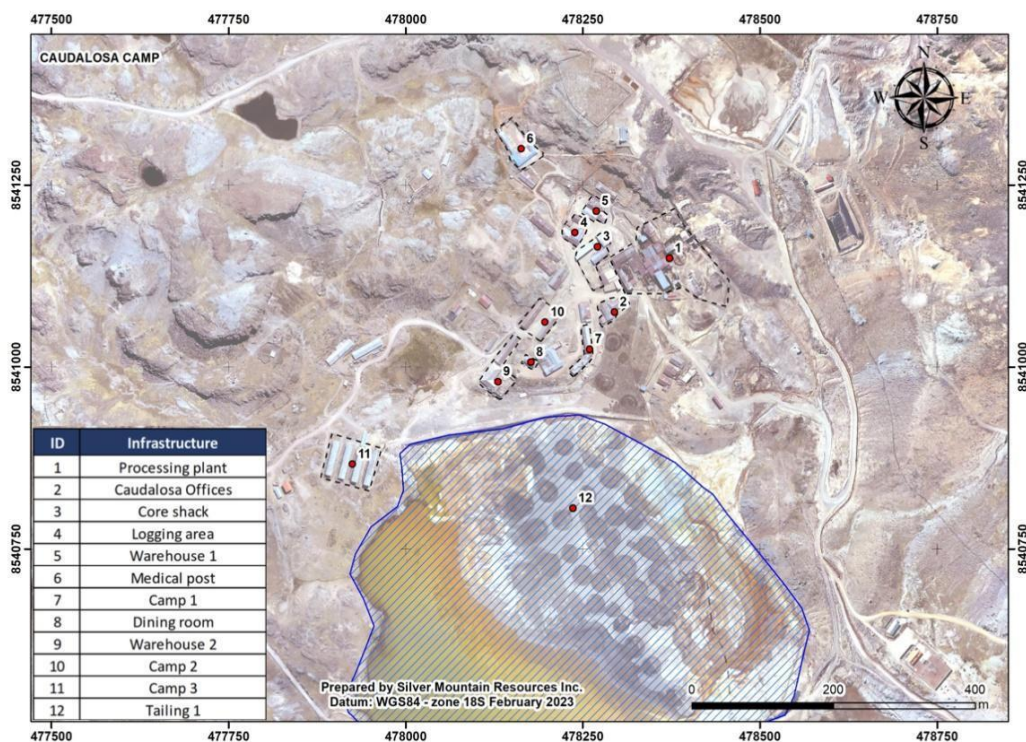 477500 477750 478000 478250 478500 478750
CAUDALOSA CAMP
N
W E
S
8541250 8541250
8541000 8541000
8540750 8540750
6
5
4
3
1
2
10
7
8
9
11
12
ID Infrastructure
1 Processing plant
2 Caudalosa Offices
3 Core shack
4 Logging area
5 Warehouse 1
6 Medical post
7 Camp 1
8 Dining room
9 Warehouse 2
10 Camp 2
11 Camp 3
12 Tailing 1
Prepared by Silver Mountain Resources Inc.
Datum: WGS84 - zone 18S February 2023
0 200 400
m
477500 477750 478000 478250 478500 478750